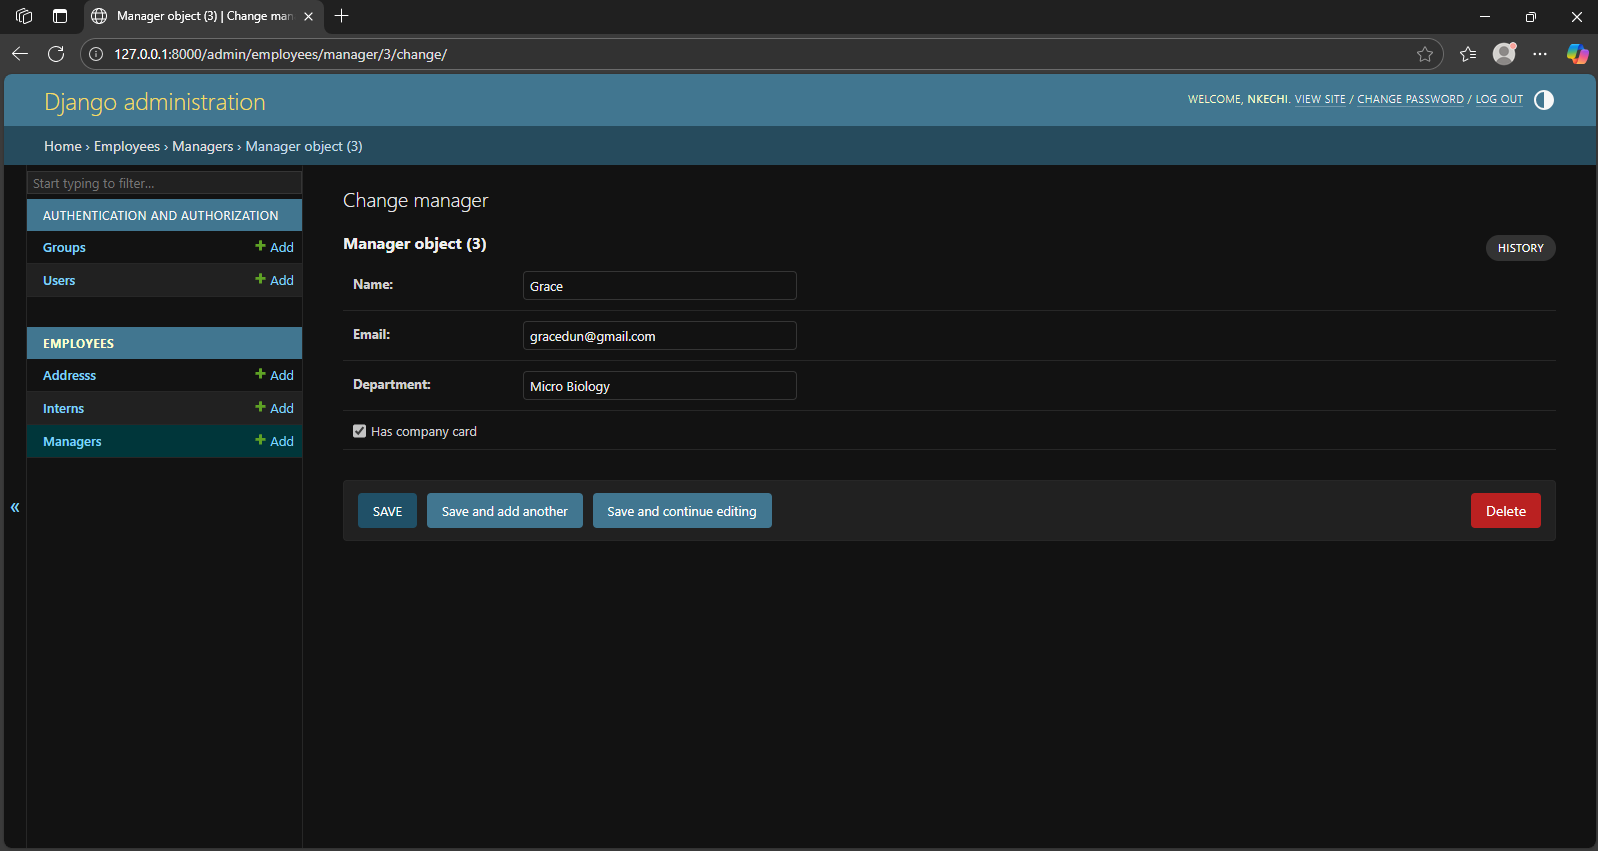 Manager object (3) | Change man
127.0.0.1:8000/admin/employees/manager/3/change/
Django administration
WELCOME, NKECHI. VIEW SITE / CHANGE PASSWORD / LOG OUT
Home › Employees › Managers › Manager object (3)
Start typing to filter...
AUTHENTICATION AND AUTHORIZATION
Groups + Add
Users + Add
EMPLOYEES
Addresss + Add
Interns + Add
Managers + Add
«
Change manager
Manager object (3)
HISTORY
Name: Grace
Email: gracedun@gmail.com
Department: Micro Biology
Has company card
SAVE Save and add another Save and continue editing Delete